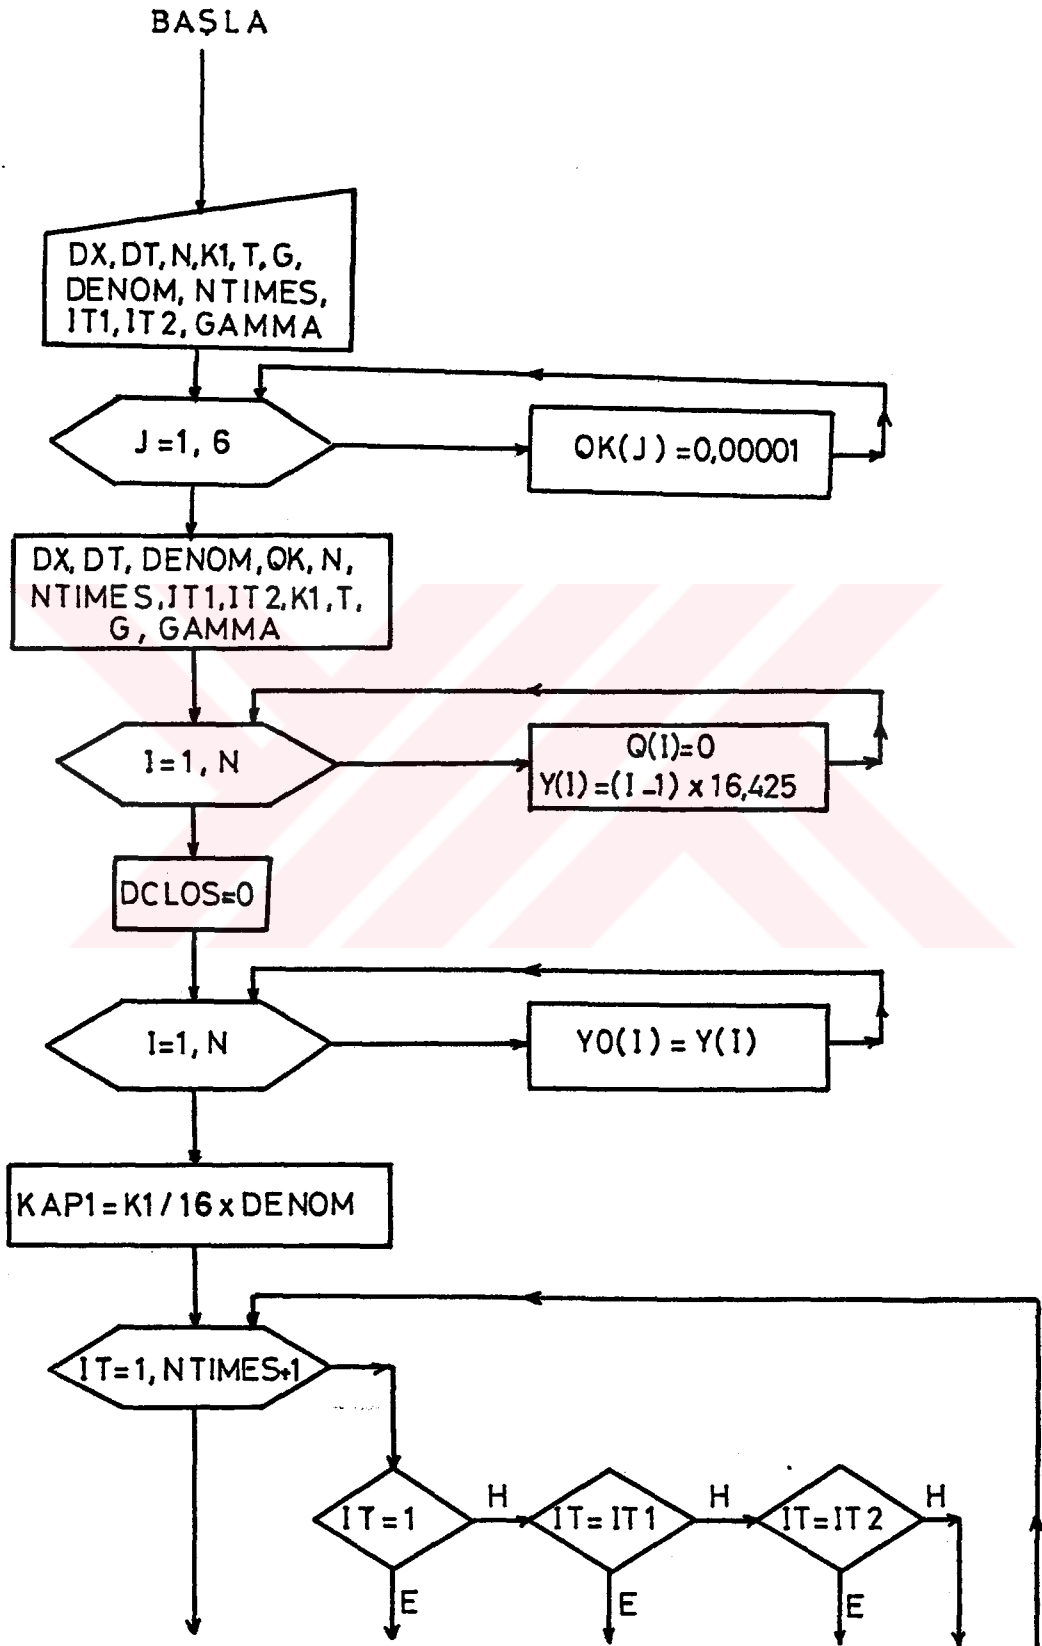 BAŞLA
DX, DT, N, K1, T, G,
DENOM, NTIMES,
IT1, IT2, GAMMA
J=1, 6
QK(J)=0,00001
DX, DT, DENOM, QK, N,
NTIMES, IT1, IT2, K1, T,
G, GAMMA
I=1, N
Q(I)=0
Y(I)=(I-1) x 16,425
DCLOS=0
I=1, N
YO(I) = Y(I)
KAP1=K1/16 x DENOM
IT=1, NTIMES+1
IT=1
H
IT=IT1
H
IT=IT2
H
E
E
E